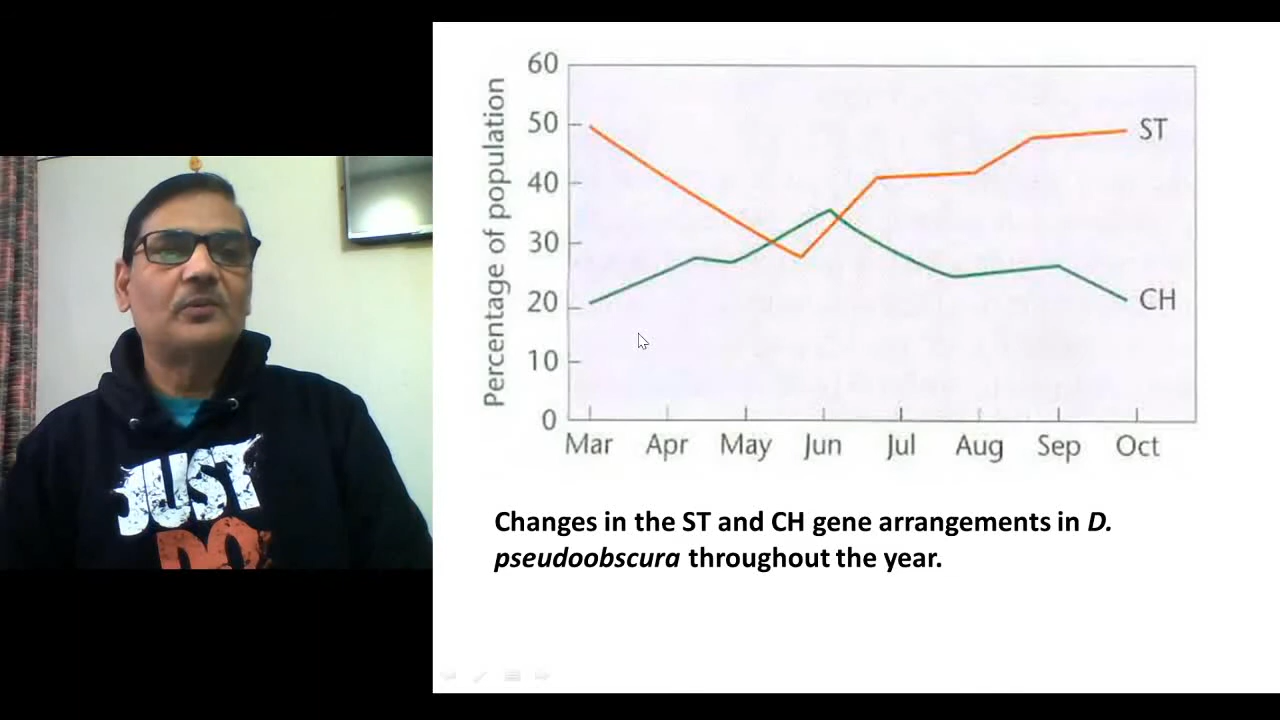 60
50
40
30
20
10
0
Percentage of population
ST
CH
Mar Apr May Jun Jul Aug Sep Oct
Changes in the ST and CH gene arrangements in D.
pseudoobscura throughout the year.
JUST
DO